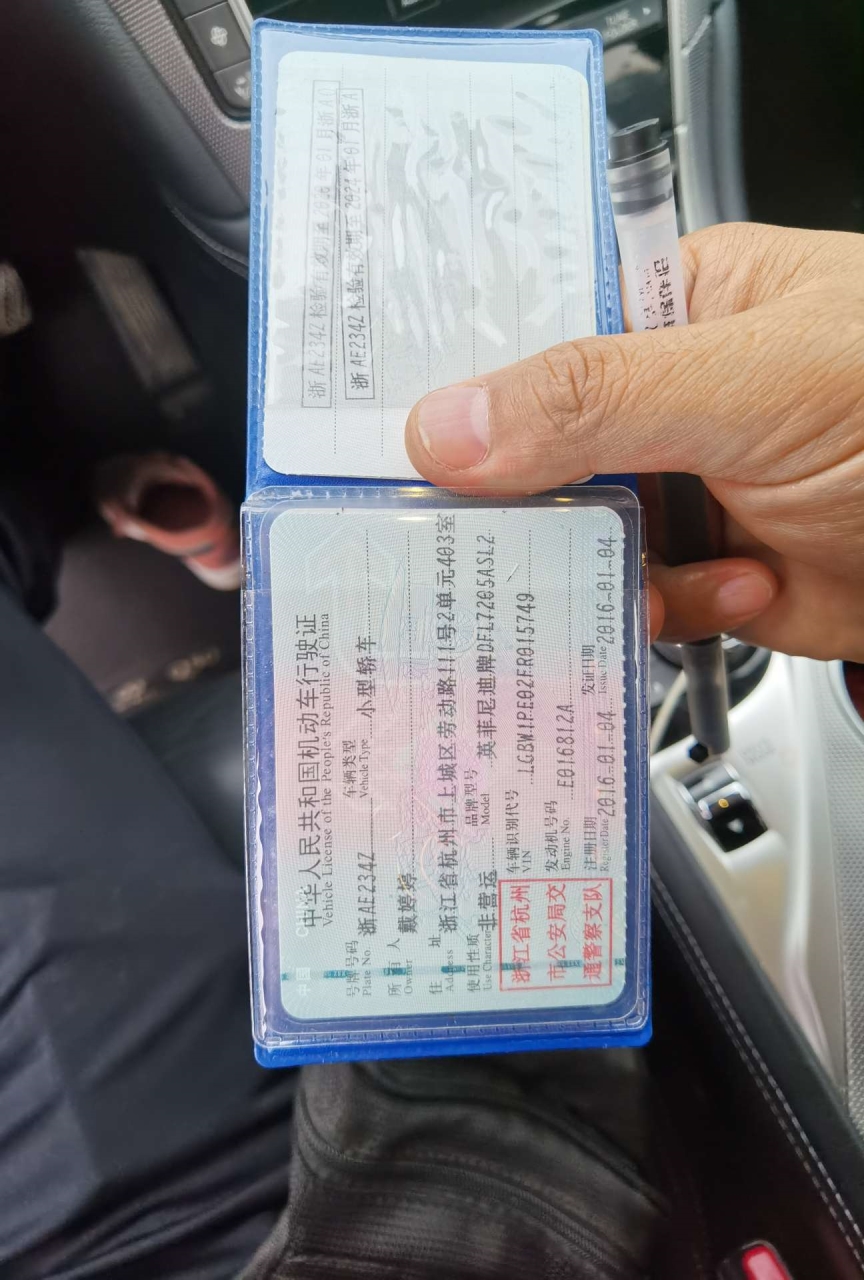 浙AE234Z检验有效期至2024年01月浙A
中华人民共和国机动车行驶证
Vehicle License of the People's Republic of China
号牌号码 浙AE234Z 车辆类型 小型轿车
Plate No. Vehicle Type
所有人 戴婷婷
Owner
住址 浙江省杭州市上城区劳动路111号2单元403室
Address
使用性质 非营运 品牌型号 英菲尼迪牌DFL7205ASL2
Use Character Model
浙江省杭州
市公安局交
通警察支队
车辆识别代号 LGBW1PE02FR015749
VIN
发动机号码 E016812A
Engine No.
注册日期 2016-01-04 发证日期 2016-01-04
Register Date Issue Date